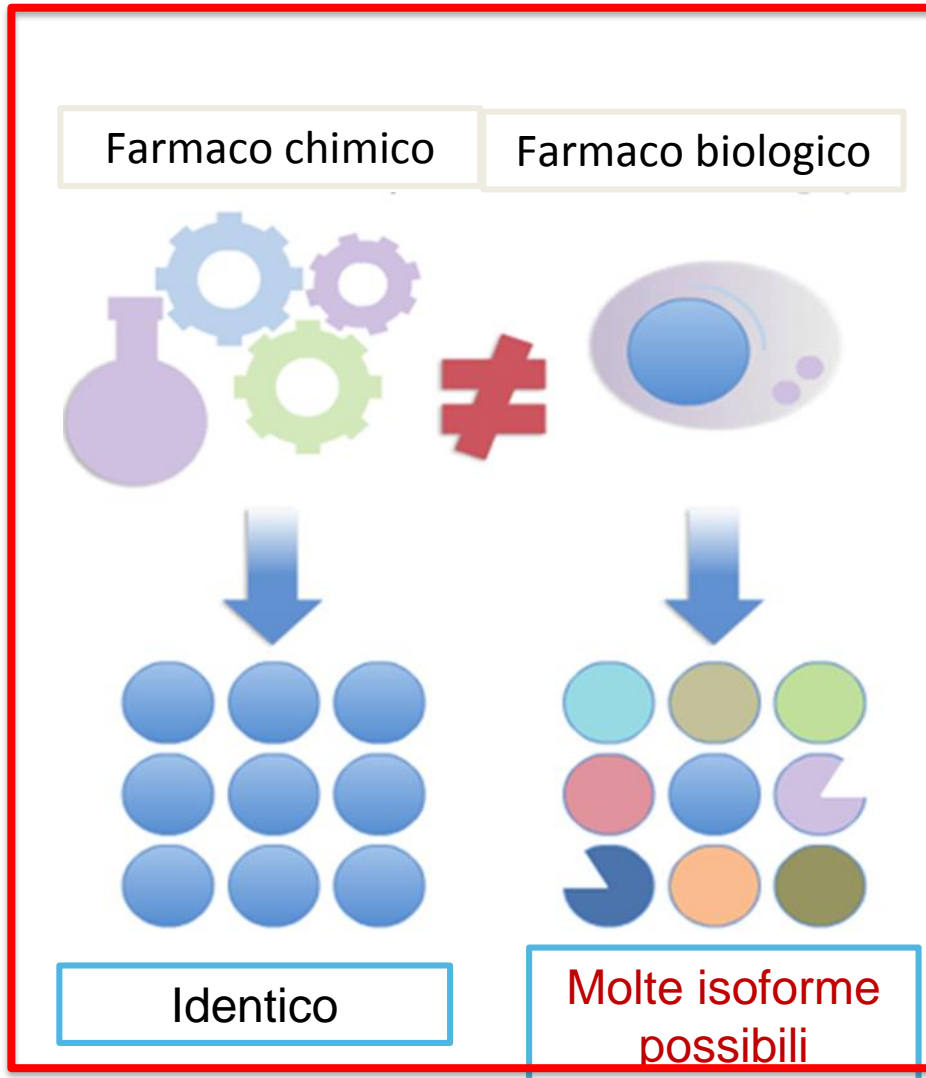 Farmaco chimico
Farmaco biologico
Identico
Molte isoforme
possibili